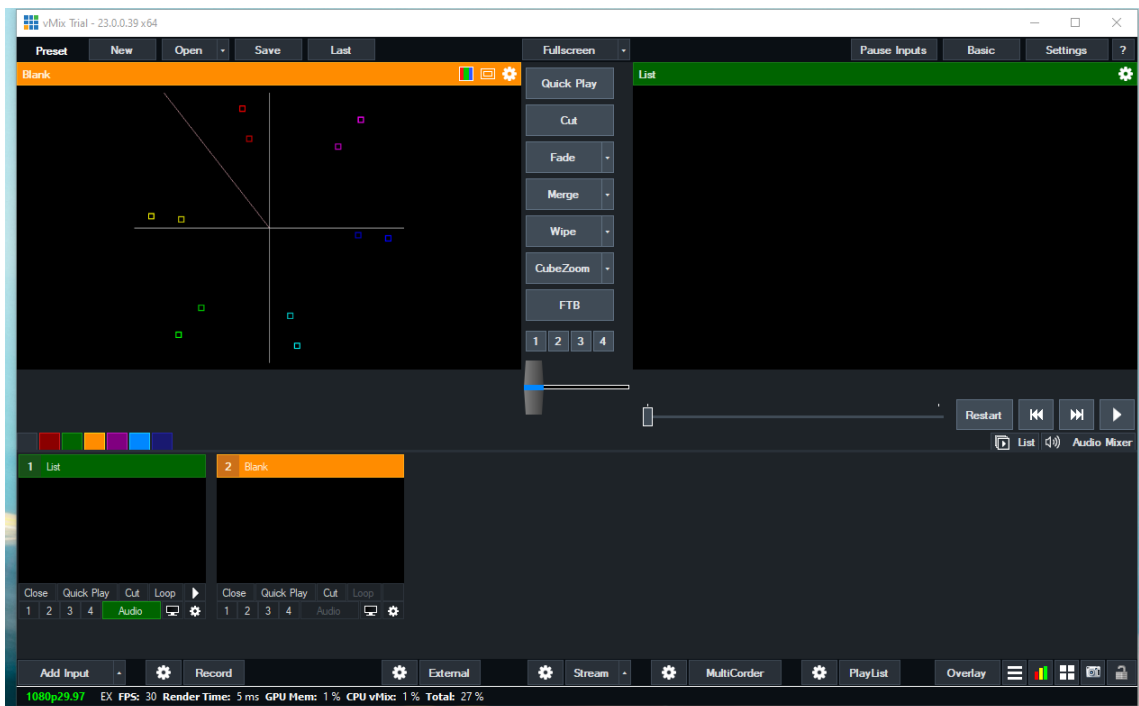 vMix Trial - 23.0.0.39 x64
Preset New Open Save Last Fullscreen Pause Inputs Basic Settings ?
Blank
List
Quick Play
Cut
Fade
Merge
Wipe
CubeZoom
FTB
1 2 3 4
Restart
List Audio Mixer
1 List
2 Blank
Close Quick Play Cut Loop
Close Quick Play Cut Loop
1 2 3 4 Audio
1 2 3 4 Audio
Add Input Record External Stream MultiCorder PlayList Overlay
1080p29.97 EX FPS: 30 Render Time: 5 ms GPU Mem: 1 % CPU vMix: 1 % Total: 27 %